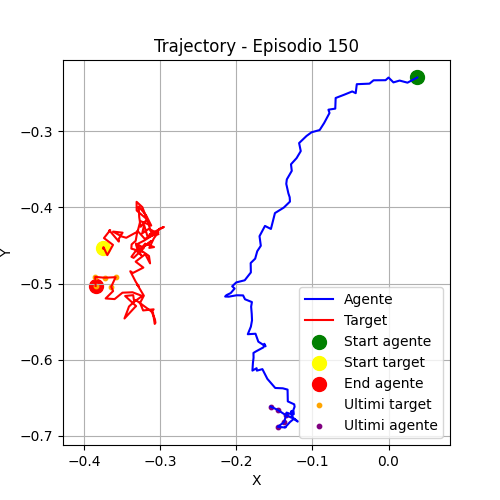 Trajectory - Episodio 150
Y
−0.3
−0.4
−0.5
−0.6
−0.7
Agente
Target
Start agente
Start target
End agente
Ultimi target
Ultimi agente
−0.4
−0.3
−0.2
−0.1
0.0
X